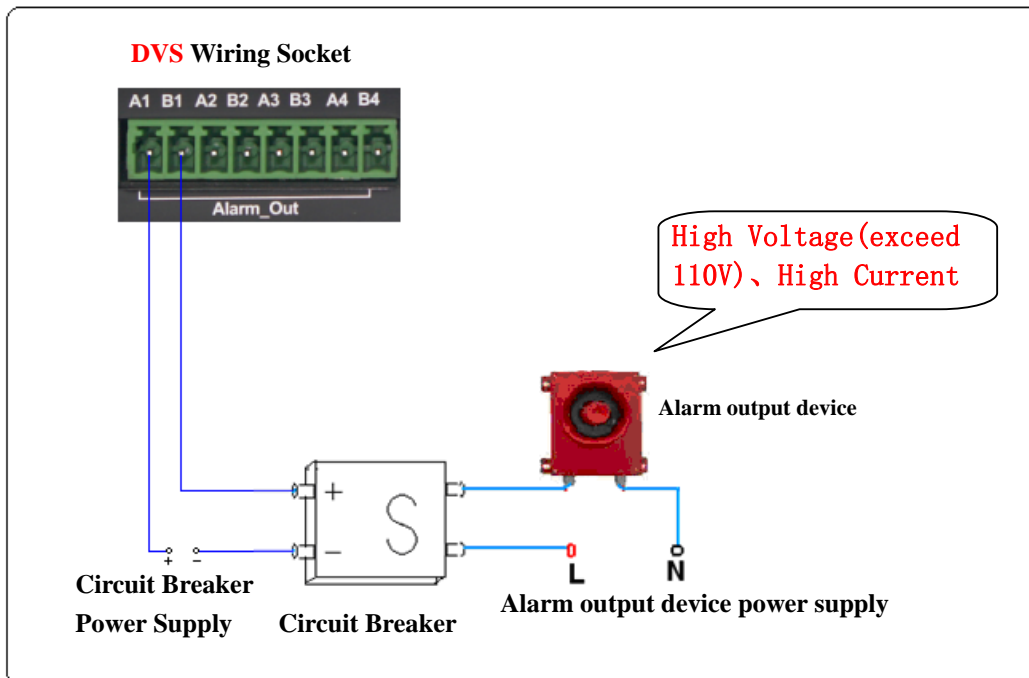 DVS Wiring Socket
A1 B1 A2 B2 A3 B3 A4 B4
Alarm_Out
High Voltage(exceed
110V)、High Current
Alarm output device
+
S
−
+ −
L
N
Circuit Breaker
Power Supply
Circuit Breaker
Alarm output device power supply